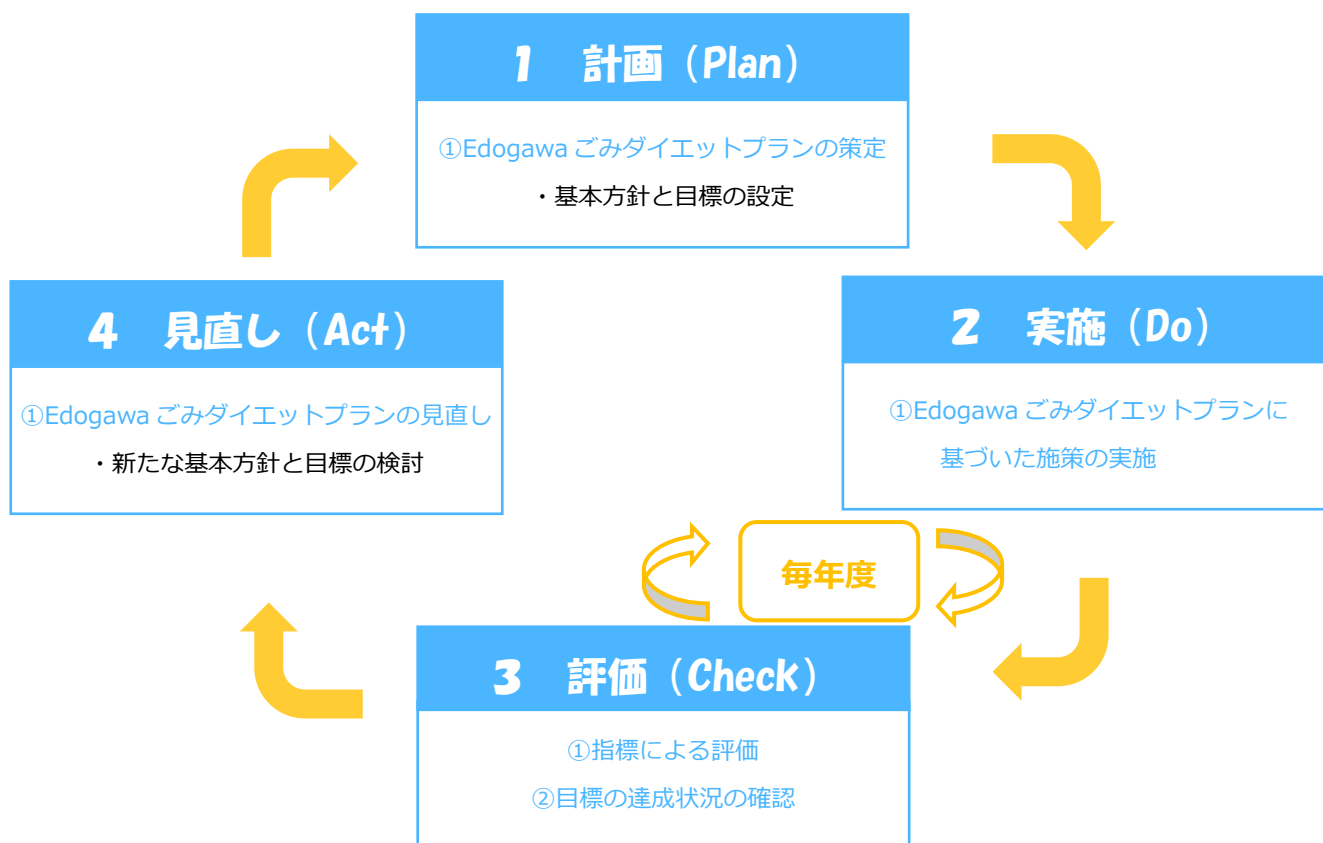 1 計画（Plan）
①Edogawa ごみダイエットプランの策定
・基本方針と目標の設定
2 実施（Do）
①Edogawa ごみダイエットプランに
基づいた施策の実施
毎年度
3 評価（Check）
①指標による評価
②目標の達成状況の確認
4 見直し（Act）
①Edogawa ごみダイエットプランの見直し
・新たな基本方針と目標の検討